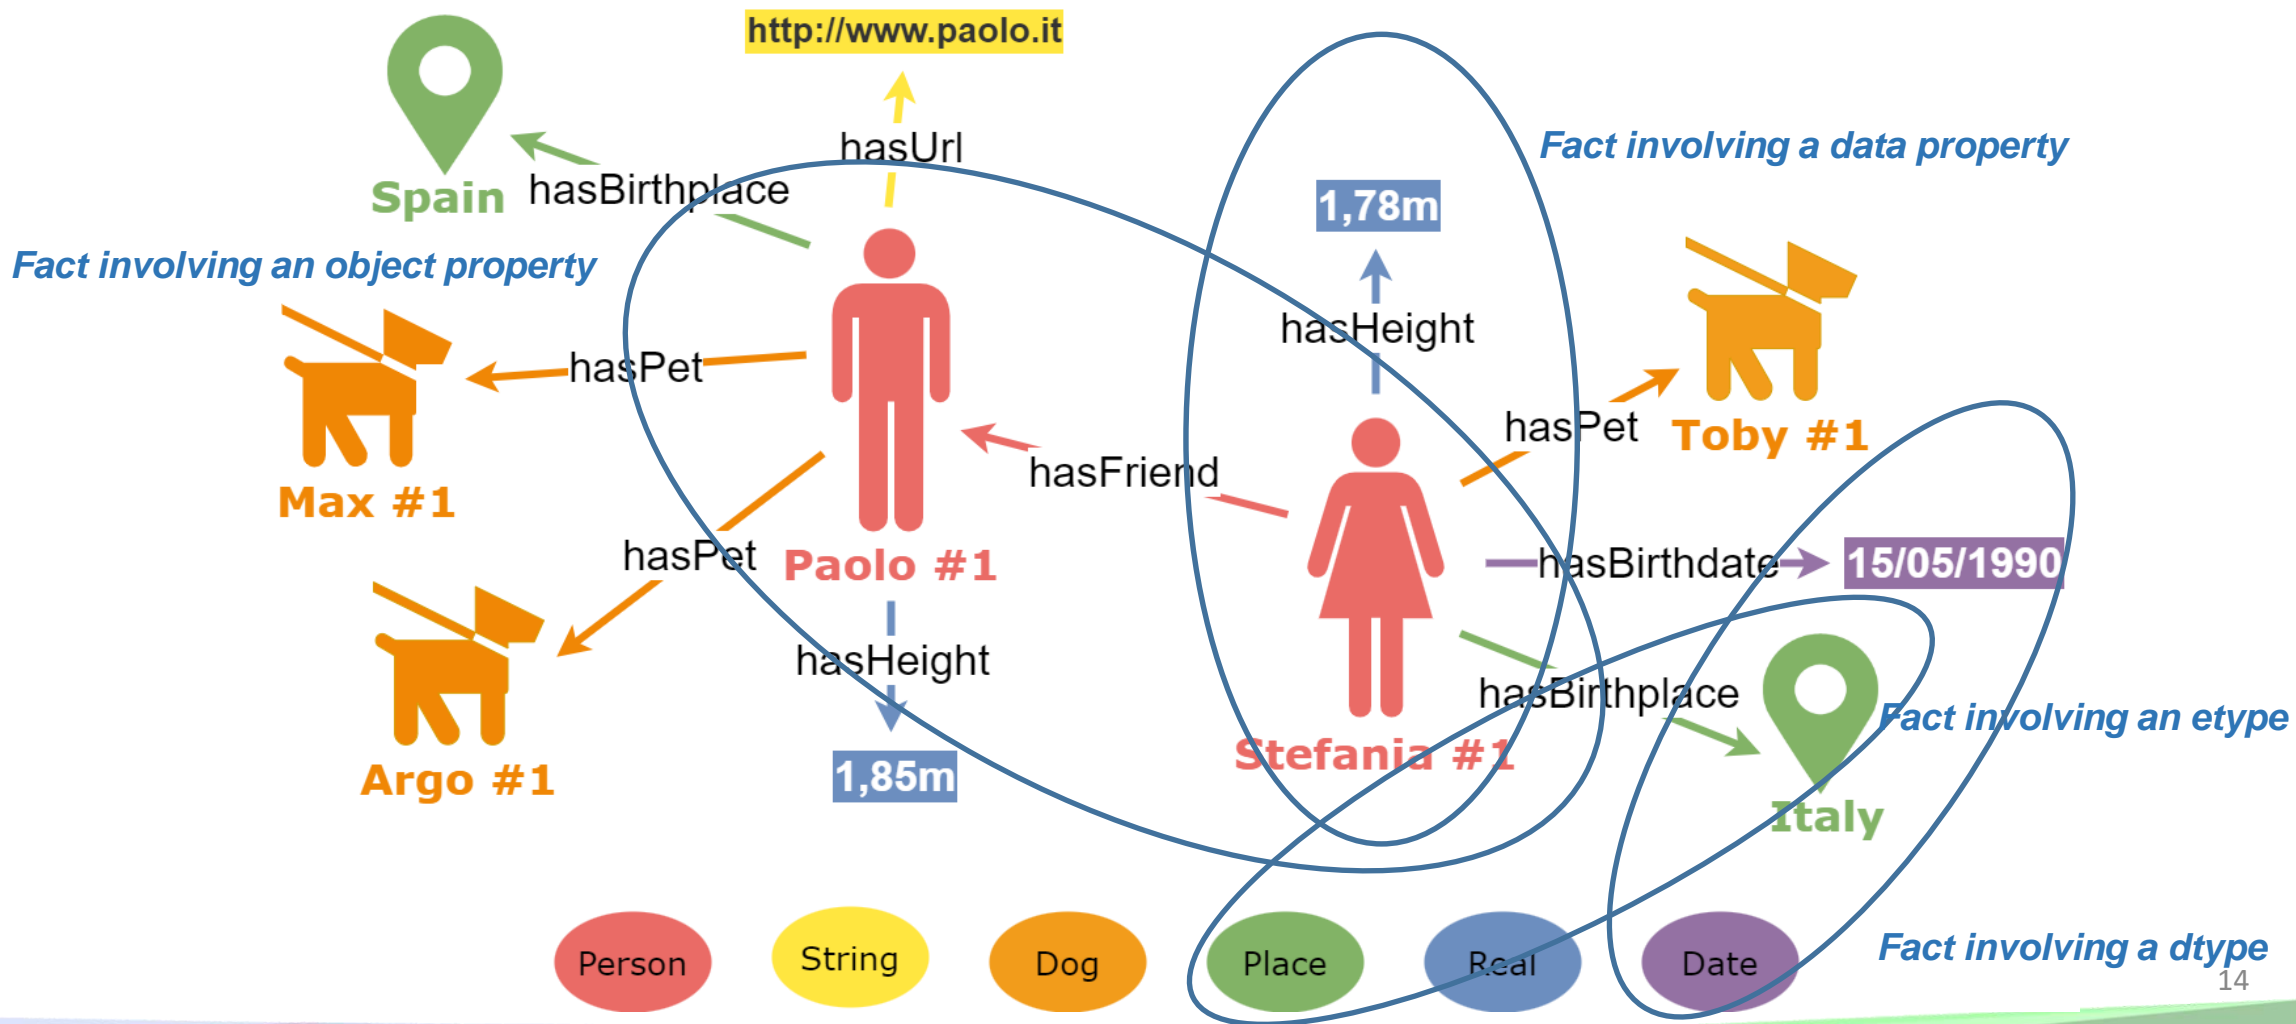 http://www.paolo.it
hasUrl
Fact involving a data property
Spain
hasBirthplace
1,78m
Fact involving an object property
hasHeight
hasPet
hasPet
Toby #1
hasFriend
Max #1
hasPet
Paolo #1
hasBirthdate
15/05/1990
hasHeight
hasBirthplace
Fact involving an etype
Stefania #1
Argo #1
1,85m
Italy
Person
String
Dog
Place
Real
Date
Fact involving a dtype
14